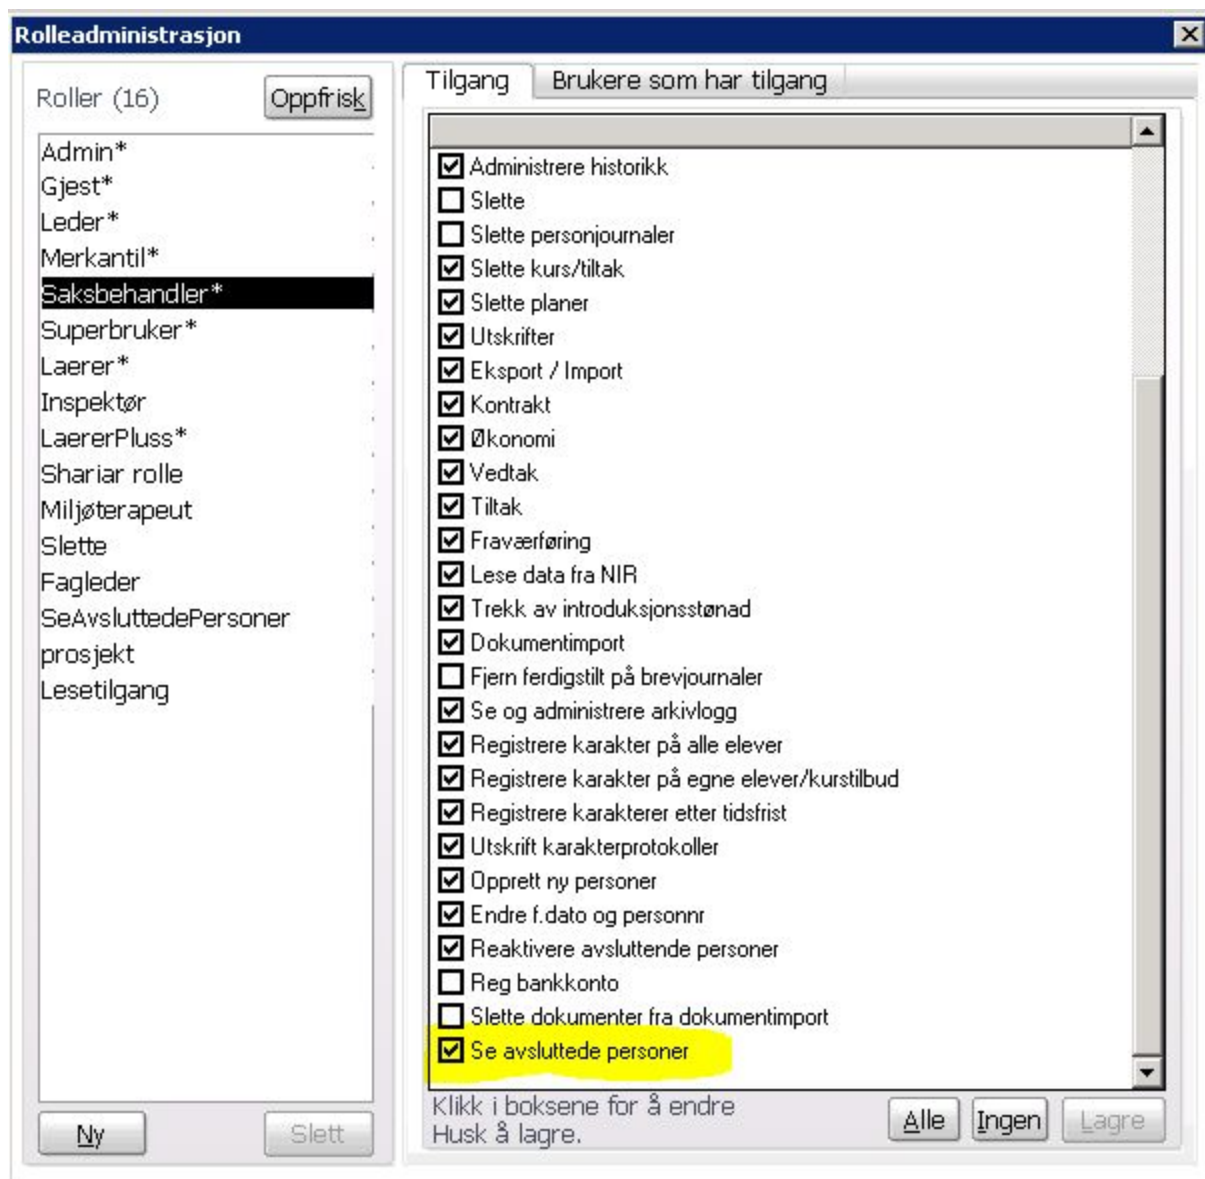 Rolleadministrasjon
Roller (16)
Oppfrisk
Admin*
Gjest*
Leder*
Merkantil*
Saksbehandler*
Superbruker*
Laerer*
Inspektør
LaererPluss*
Shariar rolle
Miljøterapeut
Slette
Fagleder
SeAvsluttedePersoner
prosjekt
Lesetilgang
Ny
Slett
Tilgang
Brukere som har tilgang
Administrere historikk
Slette
Slette personjournaler
Slette kurs/tiltak
Slette planer
Utskrifter
Eksport / Import
Kontrakt
Økonomi
Vedtak
Tiltak
Fraværføring
Lese data fra NIR
Trekk av introduksjonsstønad
Dokumentimport
Fjern ferdigstilt på brevjournaler
Se og administrere arkivlogg
Registrere karakter på alle elever
Registrere karakter på egne elever/kurstilbud
Registrere karakterer etter tidsfrist
Utskrift karakterprotokoller
Opprett ny personer
Endre f.dato og personnr
Reaktivere avsluttende personer
Reg bankkonto
Slette dokumenter fra dokumentimport
Se avsluttede personer
Klikk i boksene for å endre
Husk å lagre.
Alle
Ingen
Lagre